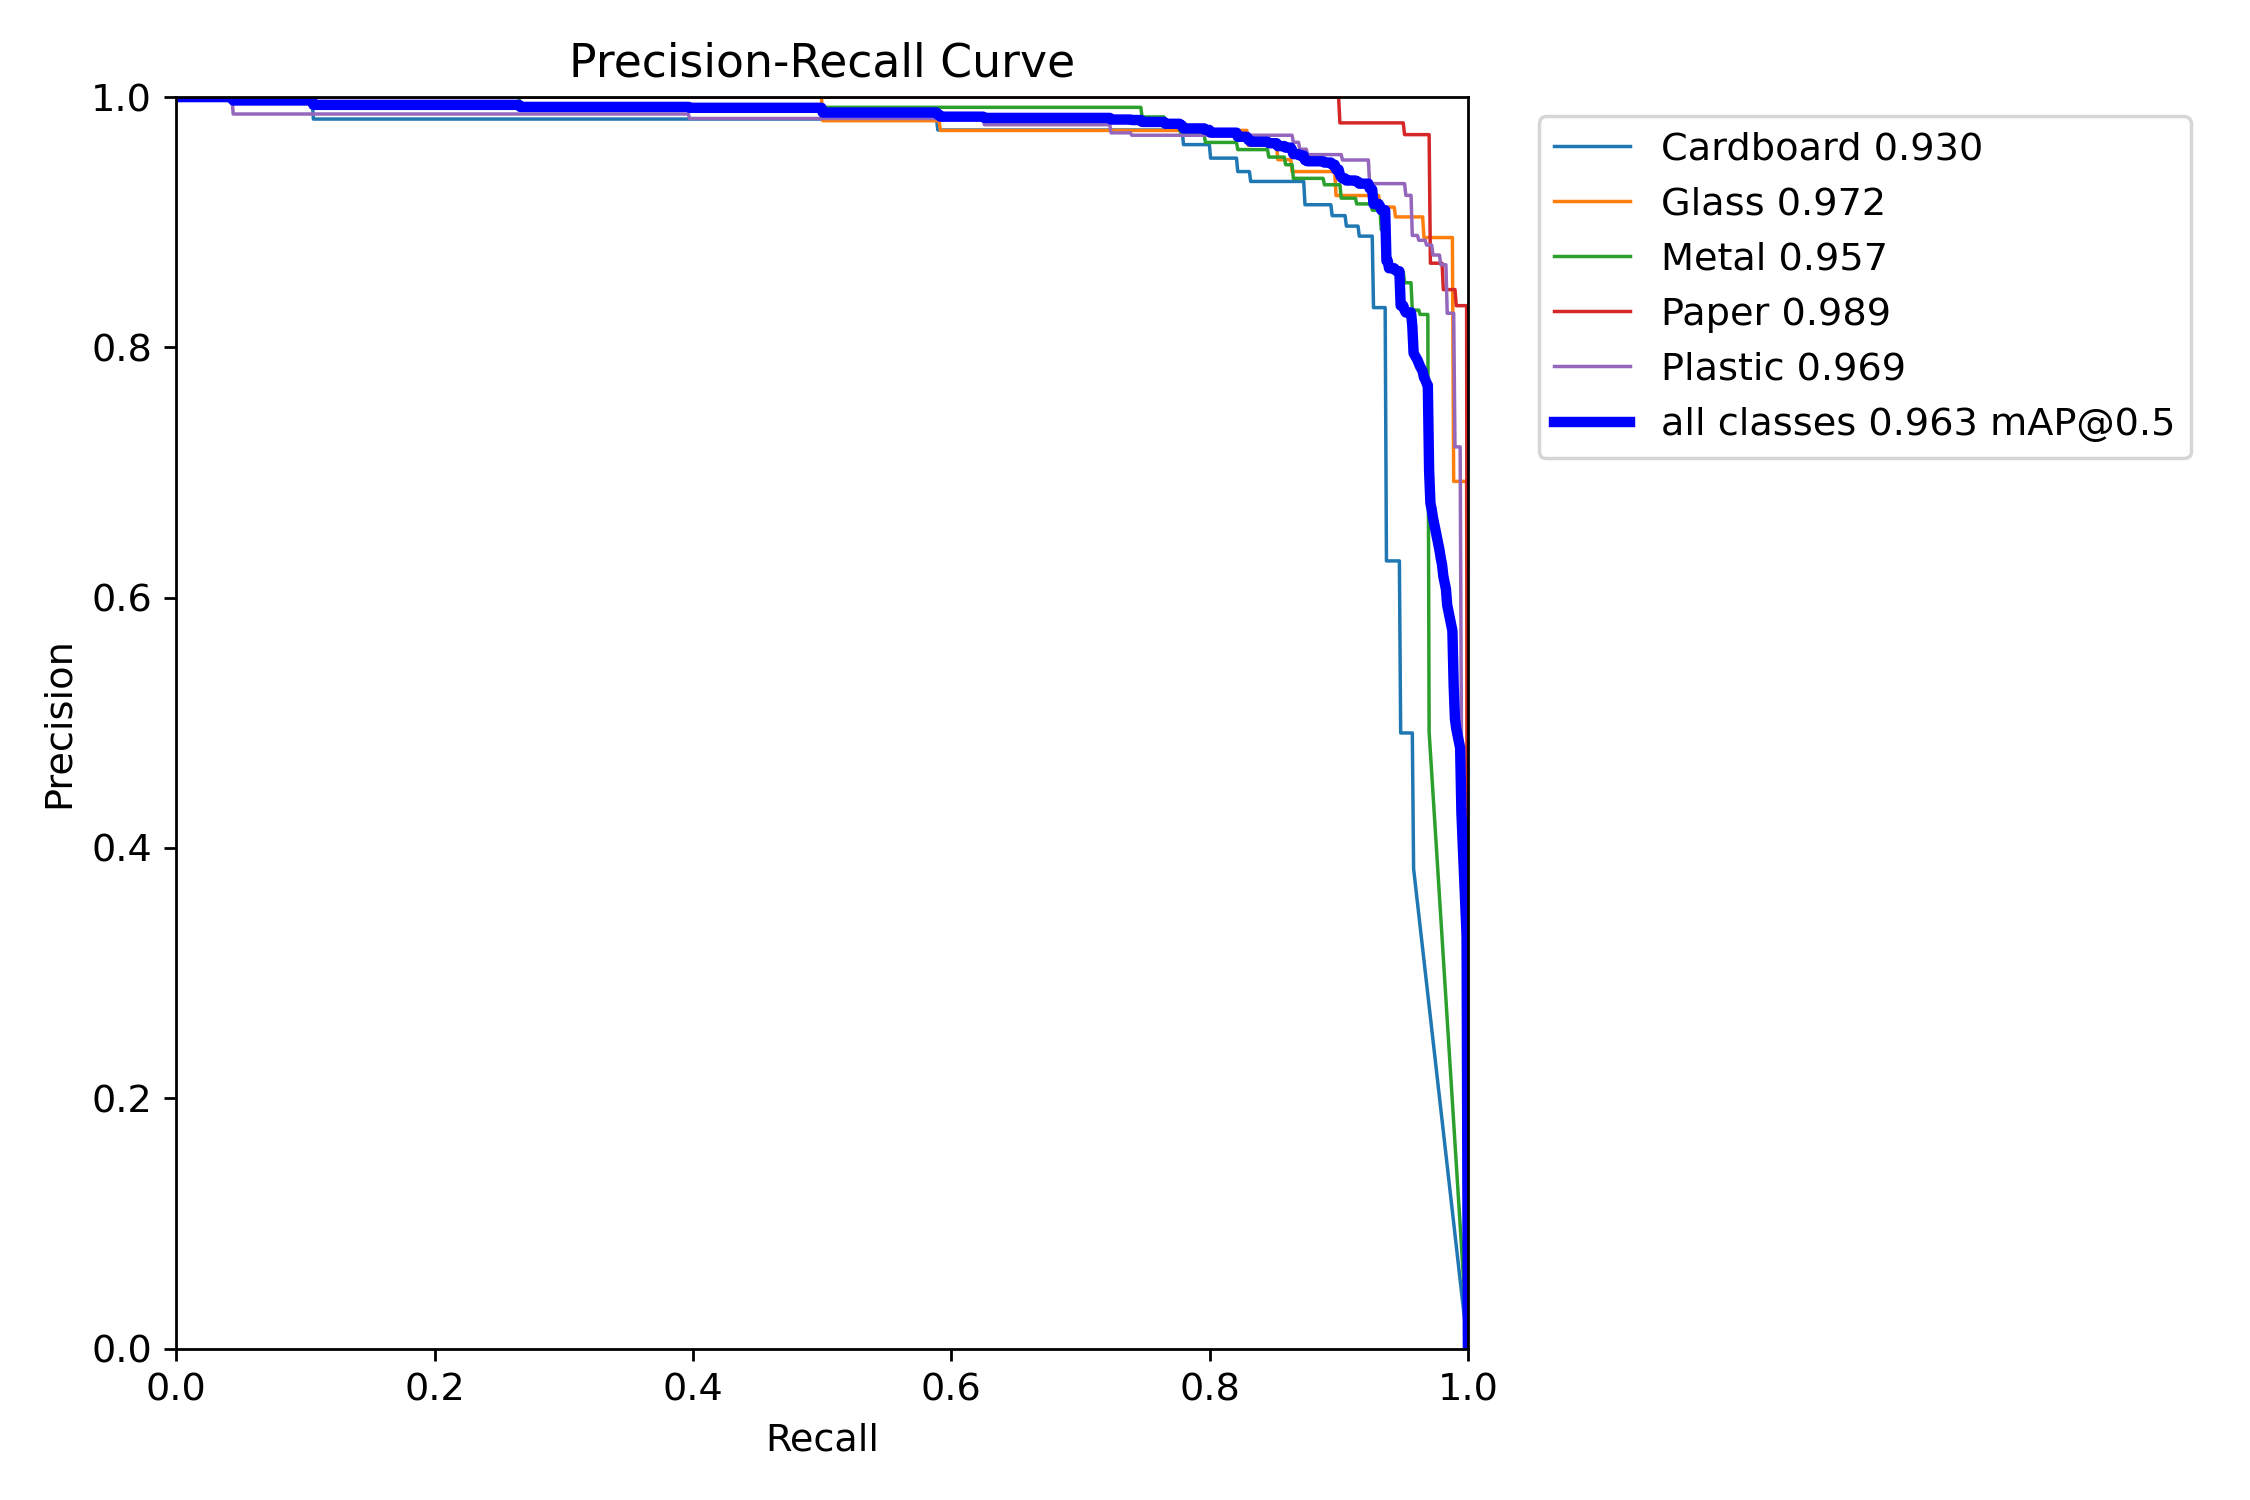 Precision-Recall Curve
1.0
0.8
0.6
0.4
0.2
0.0
Precision
0.0 0.2 0.4 0.6 0.8 1.0
Recall
Cardboard 0.930
Glass 0.972
Metal 0.957
Paper 0.989
Plastic 0.969
all classes 0.963 mAP@0.5